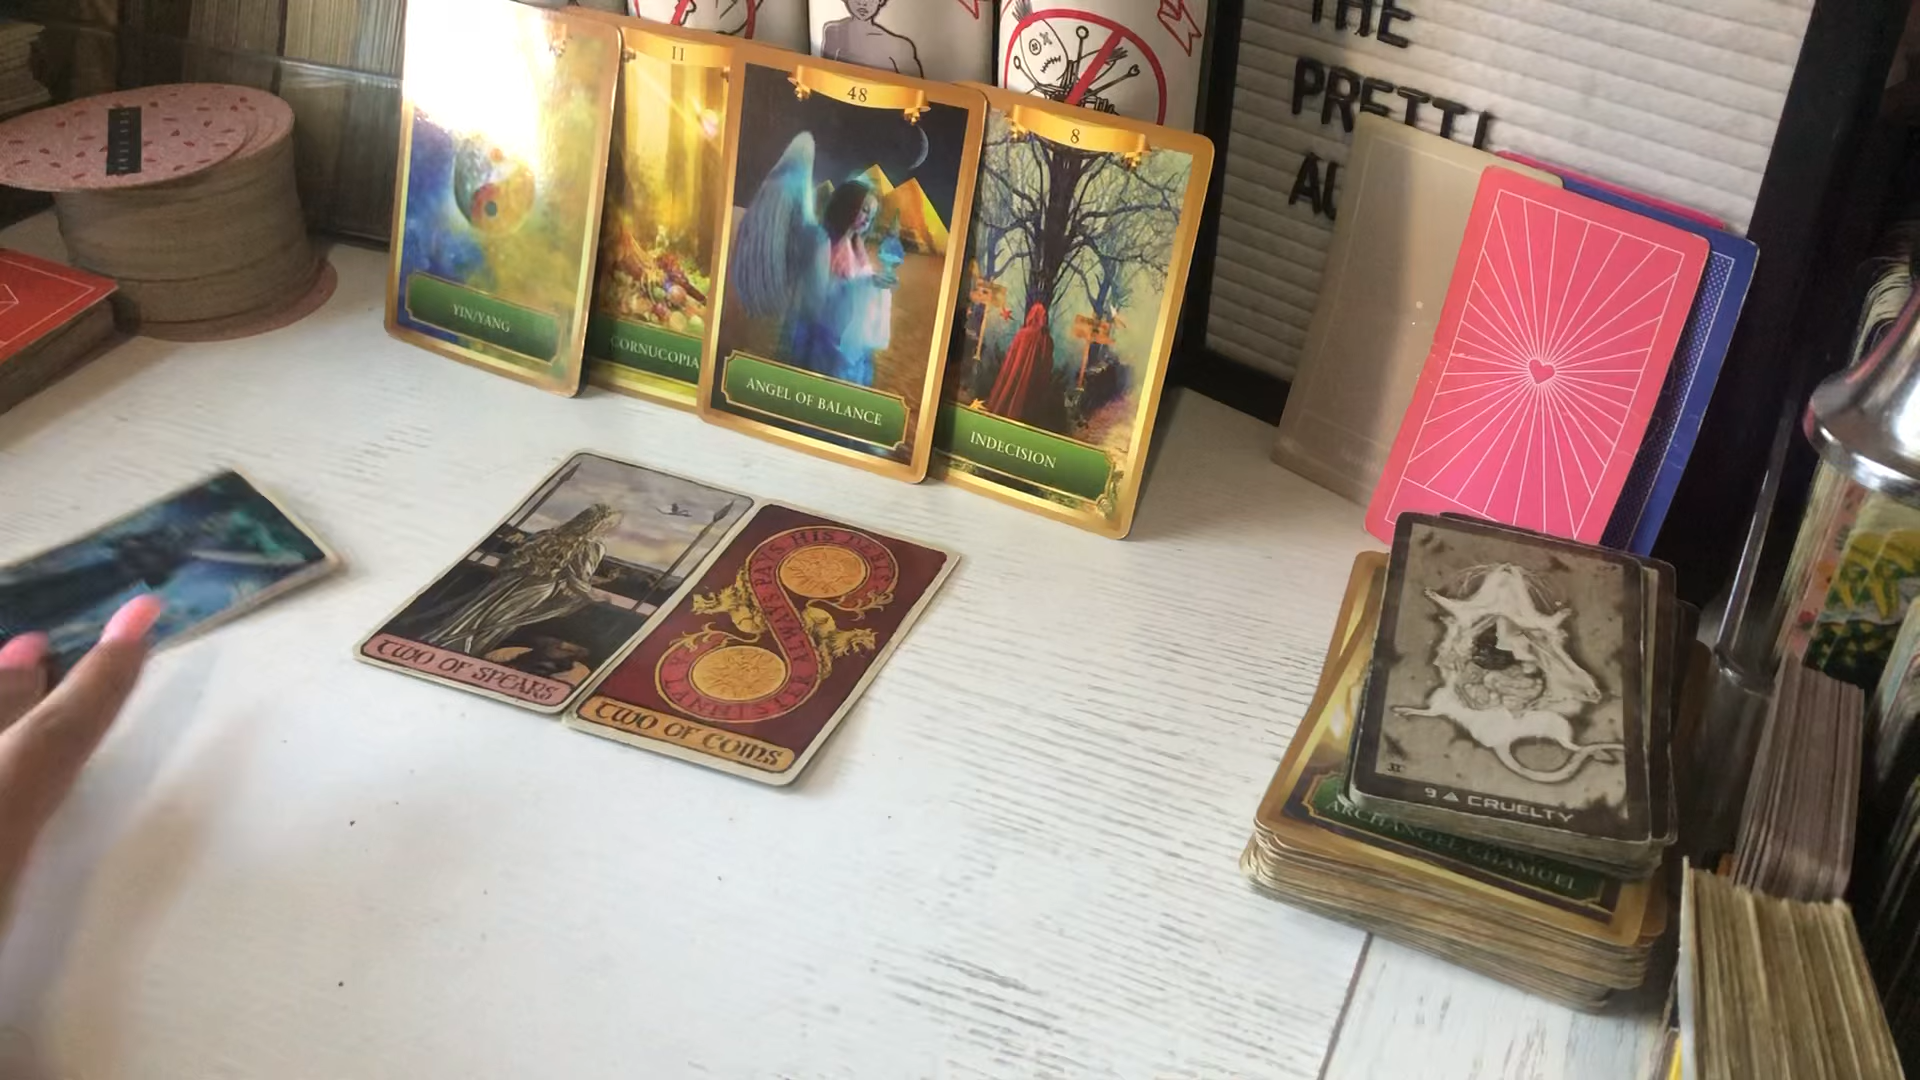 THE
PRETTI
YIN/YANG
11
CORNUCOPIA
48
ANGEL OF BALANCE
8
INDECISION
TWO OF SPEARS
A LANNISTER ALWAYS PAYS HIS DEBTS
TWO OF COINS
9 CRUELTY
ARCHANGEL CHAMUEL